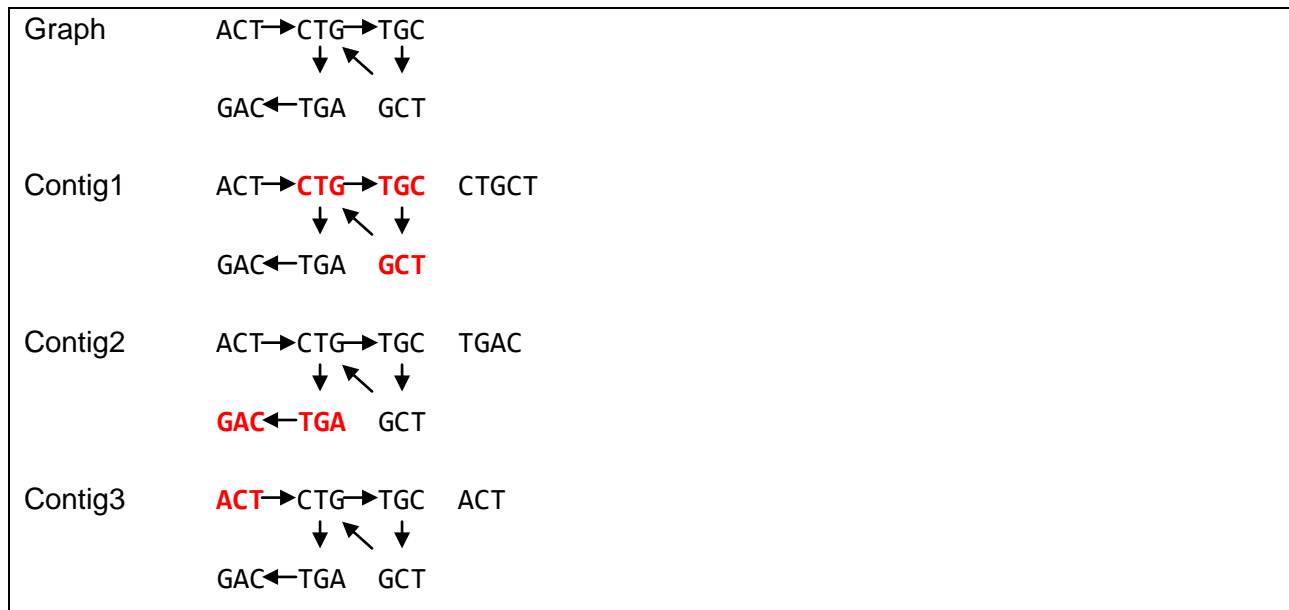 Graph ACT→CTG→TGC
GAC←TGA GCT
Contig1 ACT→CTG→TGC CTGCT
GAC←TGA GCT
Contig2 ACT→CTG→TGC TGAC
GAC←TGA GCT
Contig3 ACT→CTG→TGC ACT
GAC←TGA GCT